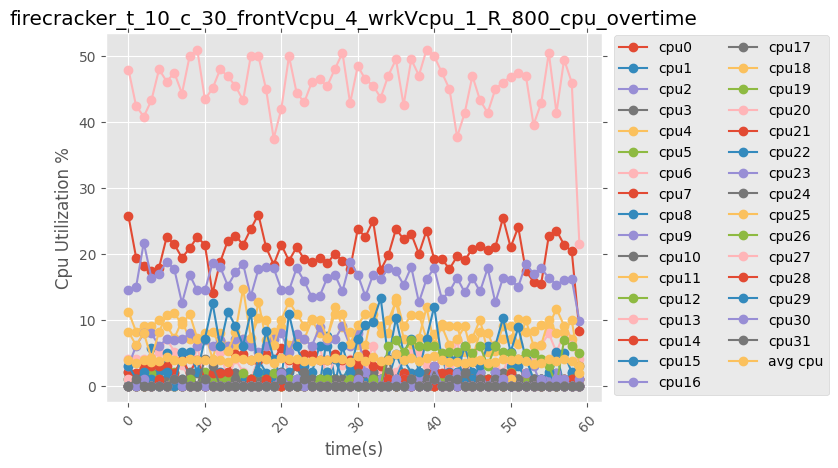 firecracker_t_10_c_30_frontVcpu_4_wrkVcpu_1_R_800_cpu_overtime
Cpu Utilization %
50
40
30
20
10
0
0
10
20
30
40
50
60
time(s)
cpu0
cpu1
cpu2
cpu3
cpu4
cpu5
cpu6
cpu7
cpu8
cpu9
cpu10
cpu11
cpu12
cpu13
cpu14
cpu15
cpu16
cpu17
cpu18
cpu19
cpu20
cpu21
cpu22
cpu23
cpu24
cpu25
cpu26
cpu27
cpu28
cpu29
cpu30
cpu31
avg cpu